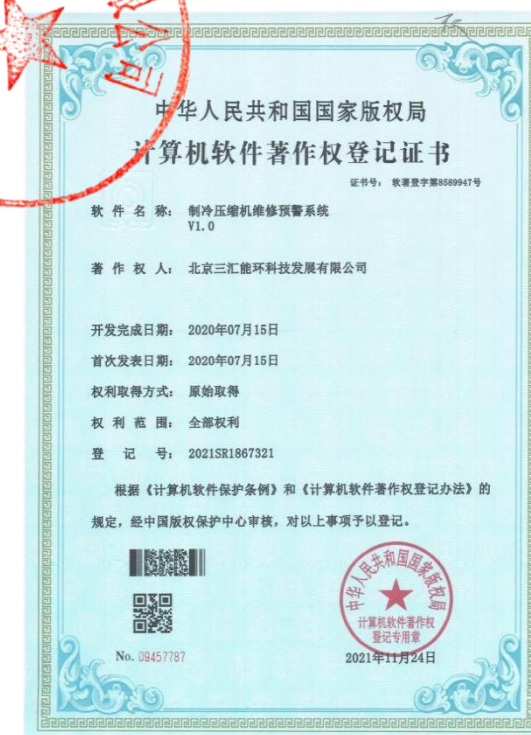 中华人民共和国国家版权局
计算机软件著作权登记证书
证书号： 软著登字第8589947号
软件名称： 制冷压缩机维修预警系统
V1.0
著作权人： 北京三汇能环科技发展有限公司
开发完成日期： 2020年07月15日
首次发表日期： 2020年07月15日
权利取得方式： 原始取得
权利范围： 全部权利
登记号： 2021SR1867321
根据《计算机软件保护条例》和《计算机软件著作权登记办法》的
规定，经中国版权保护中心审核，对以上事项予以登记。
中华人民共和国国家版权局
计算机软件著作权
登记专用章
No. 09457787
2021年11月24日
公司